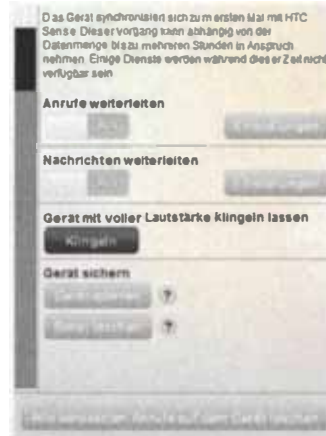 Das Gerät synchronisiert sich zum ersten Mal mit HTC
Sense. Dieser Vorgang kann abhängig von der
Datenmenge bis zu mehreren Stunden in Anspruch
nehmen. Einige Dienste werden während dieser Zeit nicht
verfügbar sein
Anrufe weiterleiten
Nachrichten weiterleiten
Gerät mit voller Lautstärke klingeln lassen
Klingeln
Gerät sichern
?
?